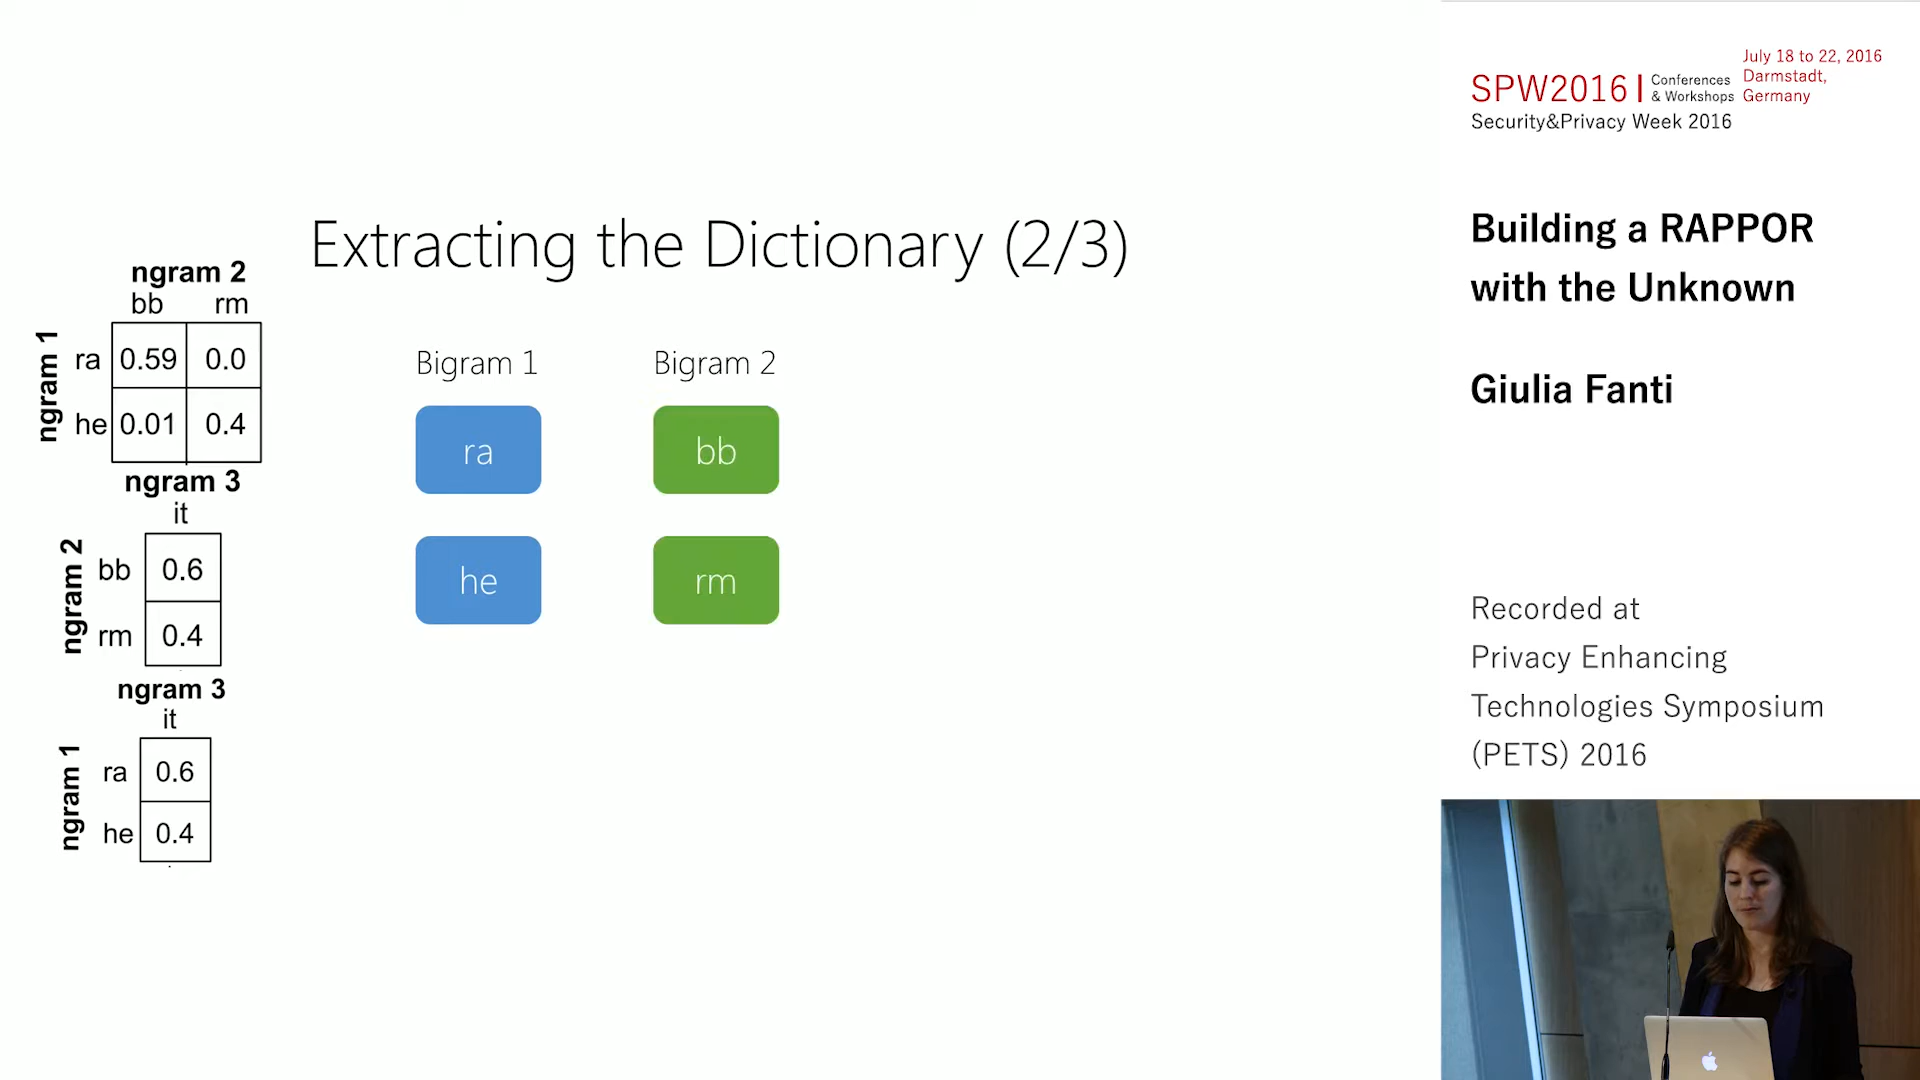 Extracting the Dictionary (2/3)
ngram 2
bb rm
ngram 1
ra 0.59 0.0
he 0.01 0.4
ngram 3
it
ngram 2
bb 0.6
rm 0.4
ngram 3
it
ngram 1
ra 0.6
he 0.4
Bigram 1 Bigram 2
ra bb
he rm
SPW2016 | Conferences & Workshops
July 18 to 22, 2016
Darmstadt,
Germany
Security&Privacy Week 2016
Building a RAPPOR
with the Unknown
Giulia Fanti
Recorded at
Privacy Enhancing
Technologies Symposium
(PETS) 2016